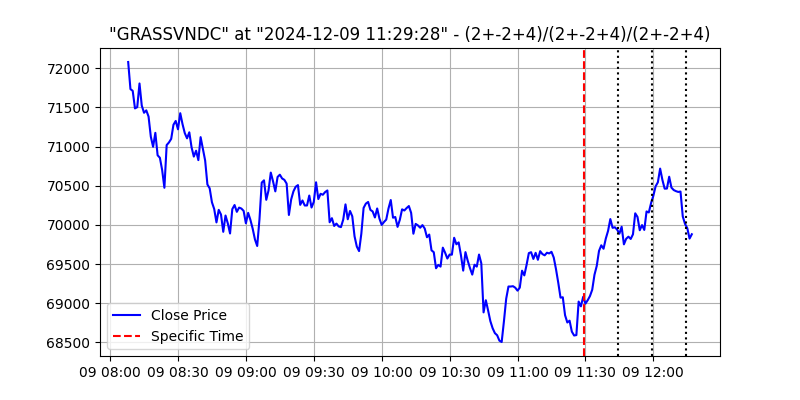 "GRASSVNDC" at "2024-12-09 11:29:28" - (2+-2+4)/(2+-2+4)/(2+-2+4)
72000
71500
71000
70500
70000
69500
69000
68500
Close Price
Specific Time
09 08:00 09 08:30 09 09:00 09 09:30 09 10:00 09 10:30 09 11:00 09 11:30 09 12:00